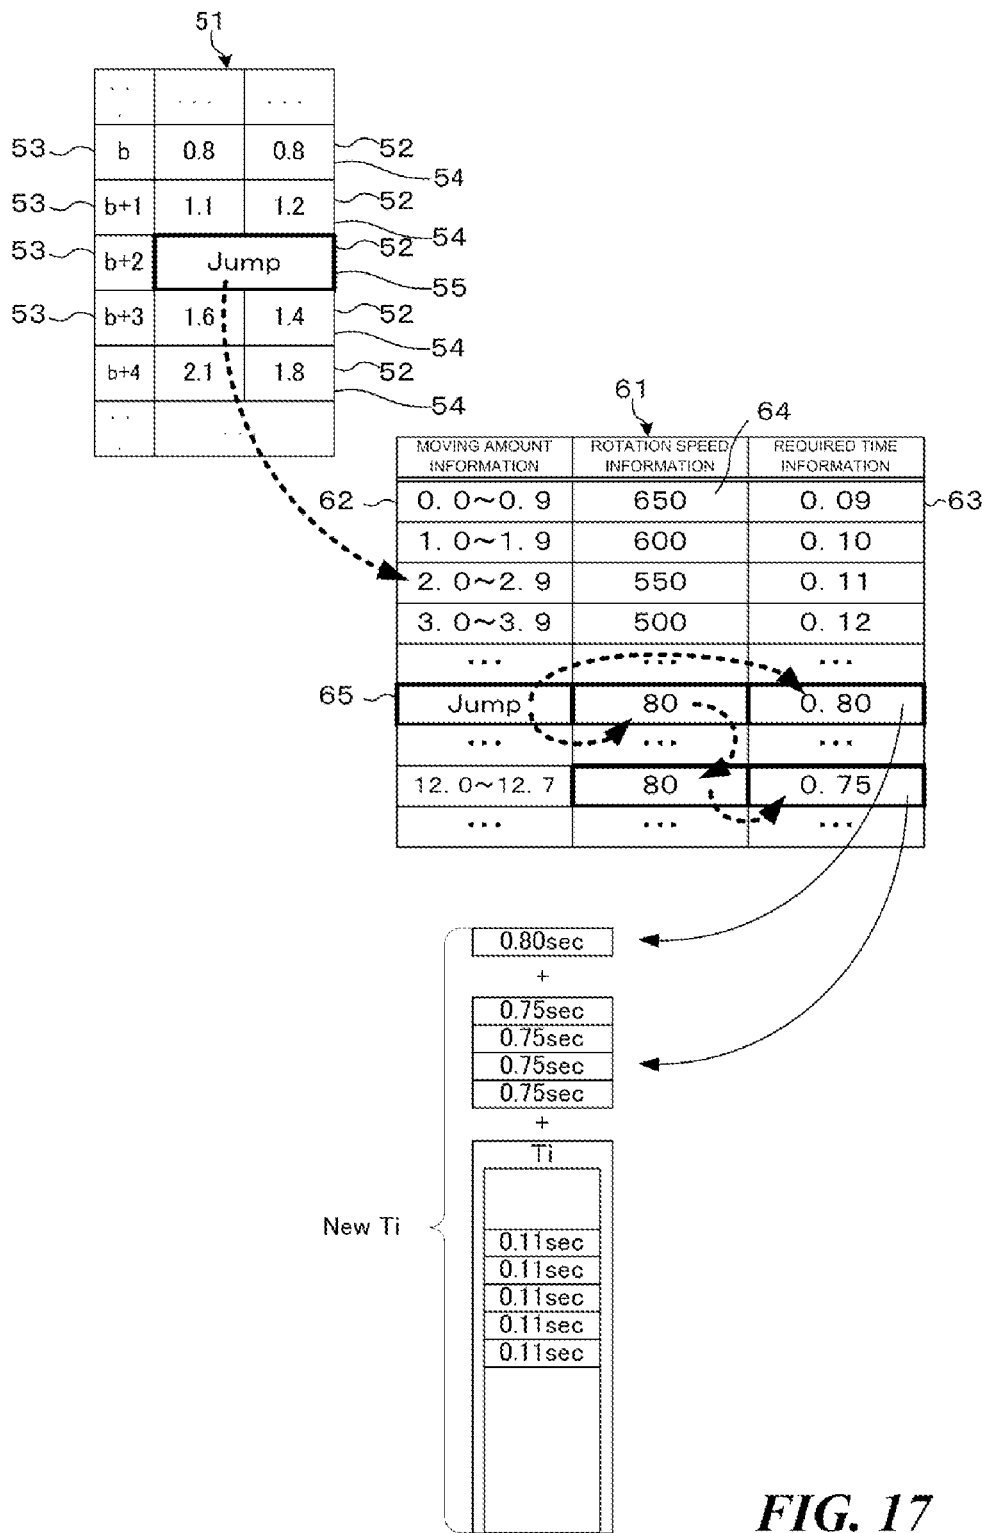 51
. . .
. . . . . .
53 b 0.8 0.8 52
54
53 b+1 1.1 1.2 52
54
53 b+2 Jump 52
55
53 b+3 1.6 1.4 52
54
b+4 2.1 1.8 52
54
. . .
61 64
MOVING AMOUNT INFORMATION ROTATION SPEED INFORMATION REQUIRED TIME INFORMATION
62 0. 0~0. 9 650 0. 09 63
1. 0~1. 9 600 0. 10
2. 0~2. 9 550 0. 11
3. 0~3. 9 500 0. 12
... ... ...
65 Jump 80 0. 80
... ... ...
12. 0~12. 7 80 0. 75
... ... ...
0.80sec
+
0.75sec
0.75sec
0.75sec
0.75sec
+
Ti
New Ti
0.11sec
0.11sec
0.11sec
0.11sec
0.11sec
FIG. 17